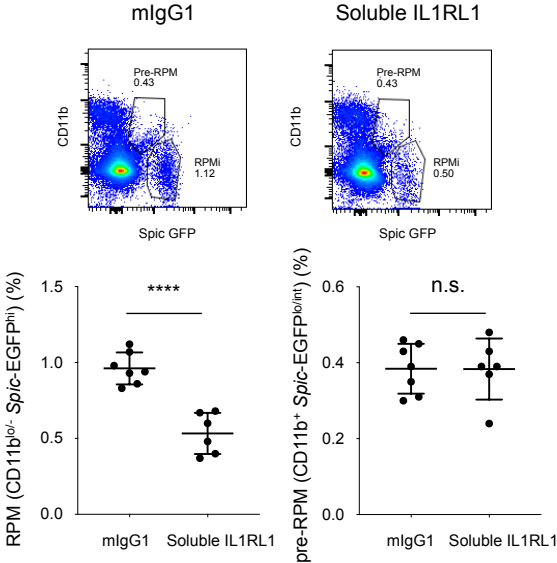 mIgG1
Soluble IL1RL1
Pre-RPM
0.43
CD11b
RPMi
1.12
Spic GFP
Pre-RPM
0.43
CD11b
RPMi
0.50
Spic GFP
RPM (CD11b^lo/- Spic-EGFP^hi) (%)
1.5
1.0
0.5
0.0
****
mIgG1
Soluble IL1RL1
pre-RPM (CD11b^+ Spic-EGFP^lo/int) (%)
0.6
0.4
0.2
0.0
n.s.
mIgG1
Soluble IL1RL1